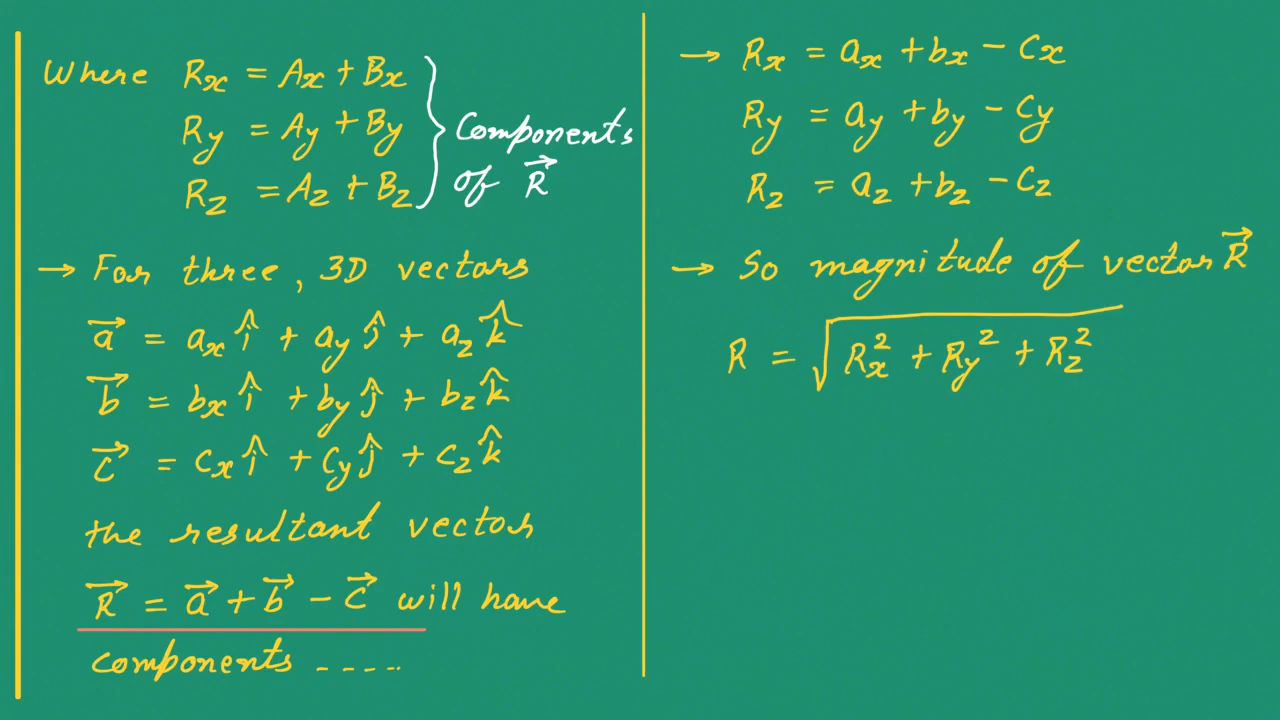 Where Rx = Ax + Bx
Ry = Ay + By
Rz = Az + Bz
} Components of R⃗
→ For three, 3D vectors
a⃗ = ax î + ay ĵ + az k̂
b⃗ = bx î + by ĵ + bz k̂
c⃗ = cx î + cy ĵ + cz k̂
the resultant vector
R⃗ = a⃗ + b⃗ − c⃗ will have
components -----
→ Rx = ax + bx − cx
Ry = ay + by − cy
Rz = az + bz − cz
→ So magnitude of vector R⃗
R = √(Rx² + Ry² + Rz²)